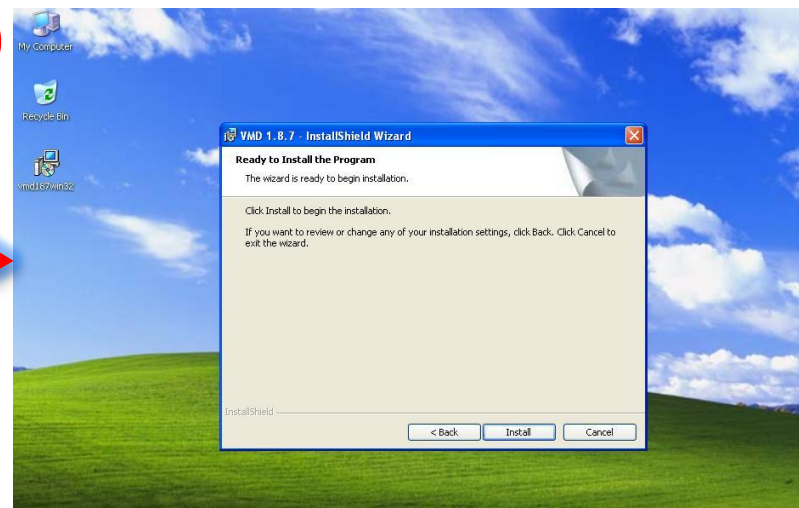 My Computer
Recycle Bin
vmd187win32
VMD 1.8.7 - InstallShield Wizard
Ready to Install the Program
The wizard is ready to begin installation.
Click Install to begin the installation.
If you want to review or change any of your installation settings, click Back. Click Cancel to
exit the wizard.
InstallShield
< Back
Install
Cancel